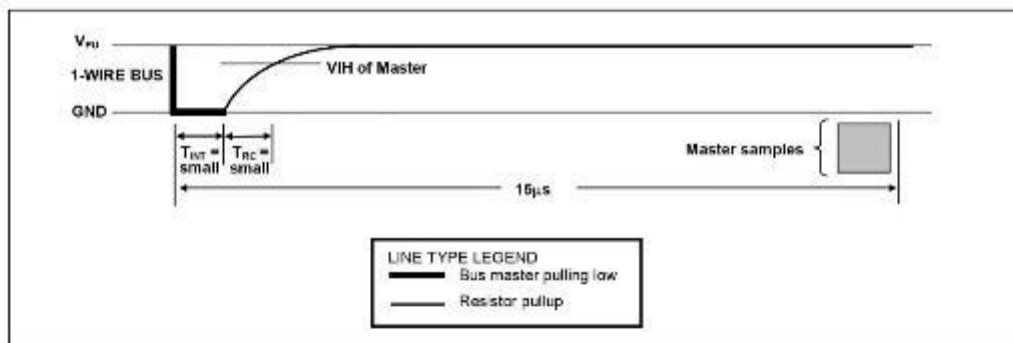 VPU
VIH of Master
1-WIRE BUS
GND
TINT = small
TRC = small
Master samples
15µs
LINE TYPE LEGEND
Bus master pulling low
Resistor pullup